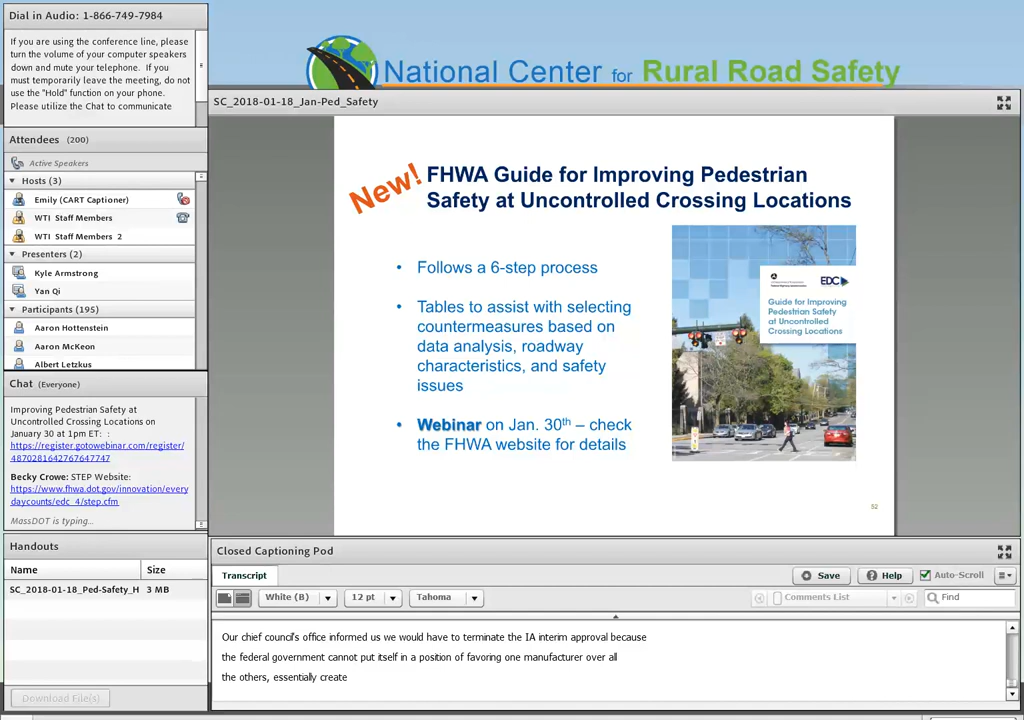 Dial in Audio: 1-866-749-7984
If you are using the conference line, please
turn the volume of your computer speakers
down and mute your telephone. If you
must temporarily leave the meeting, do not
use the "Hold" function on your phone.
Please utilize the Chat to communicate
Attendees (200)
Active Speakers
Hosts (3)
Emily (CART Captioner)
WTI Staff Members
WTI Staff Members 2
Presenters (2)
Kyle Armstrong
Yan Qi
Participants (195)
Aaron Hottenstein
Aaron McKeon
Albert Letzkus
Chat (Everyone)
Improving Pedestrian Safety at
Uncontrolled Crossing Locations on
January 30 at 1pm ET: :
https://register.gotowebinar.com/register/
4870281642767647747
Becky Crowe: STEP Website:
https://www.fhwa.dot.gov/innovation/every
daycounts/edc_4/step.cfm
MassDOT is typing...
Handouts
Name Size
SC_2018-01-18_Ped-Safety_H 3 MB
Download File(s)
National Center for Rural Road Safety
SC_2018-01-18_Jan-Ped_Safety
New! FHWA Guide for Improving Pedestrian
Safety at Uncontrolled Crossing Locations
• Follows a 6-step process
• Tables to assist with selecting
countermeasures based on
data analysis, roadway
characteristics, and safety
issues
• Webinar on Jan. 30th – check
the FHWA website for details
EDC
Guide for Improving
Pedestrian Safety
at Uncontrolled
Crossing Locations
52
Closed Captioning Pod
Transcript
Save
Help
Auto-Scroll
White (B)
12 pt
Tahoma
Comments List
Find
Our chief council's office informed us we would have to terminate the IA interim approval because
the federal government cannot put itself in a position of favoring one manufacturer over all
the others, essentially create